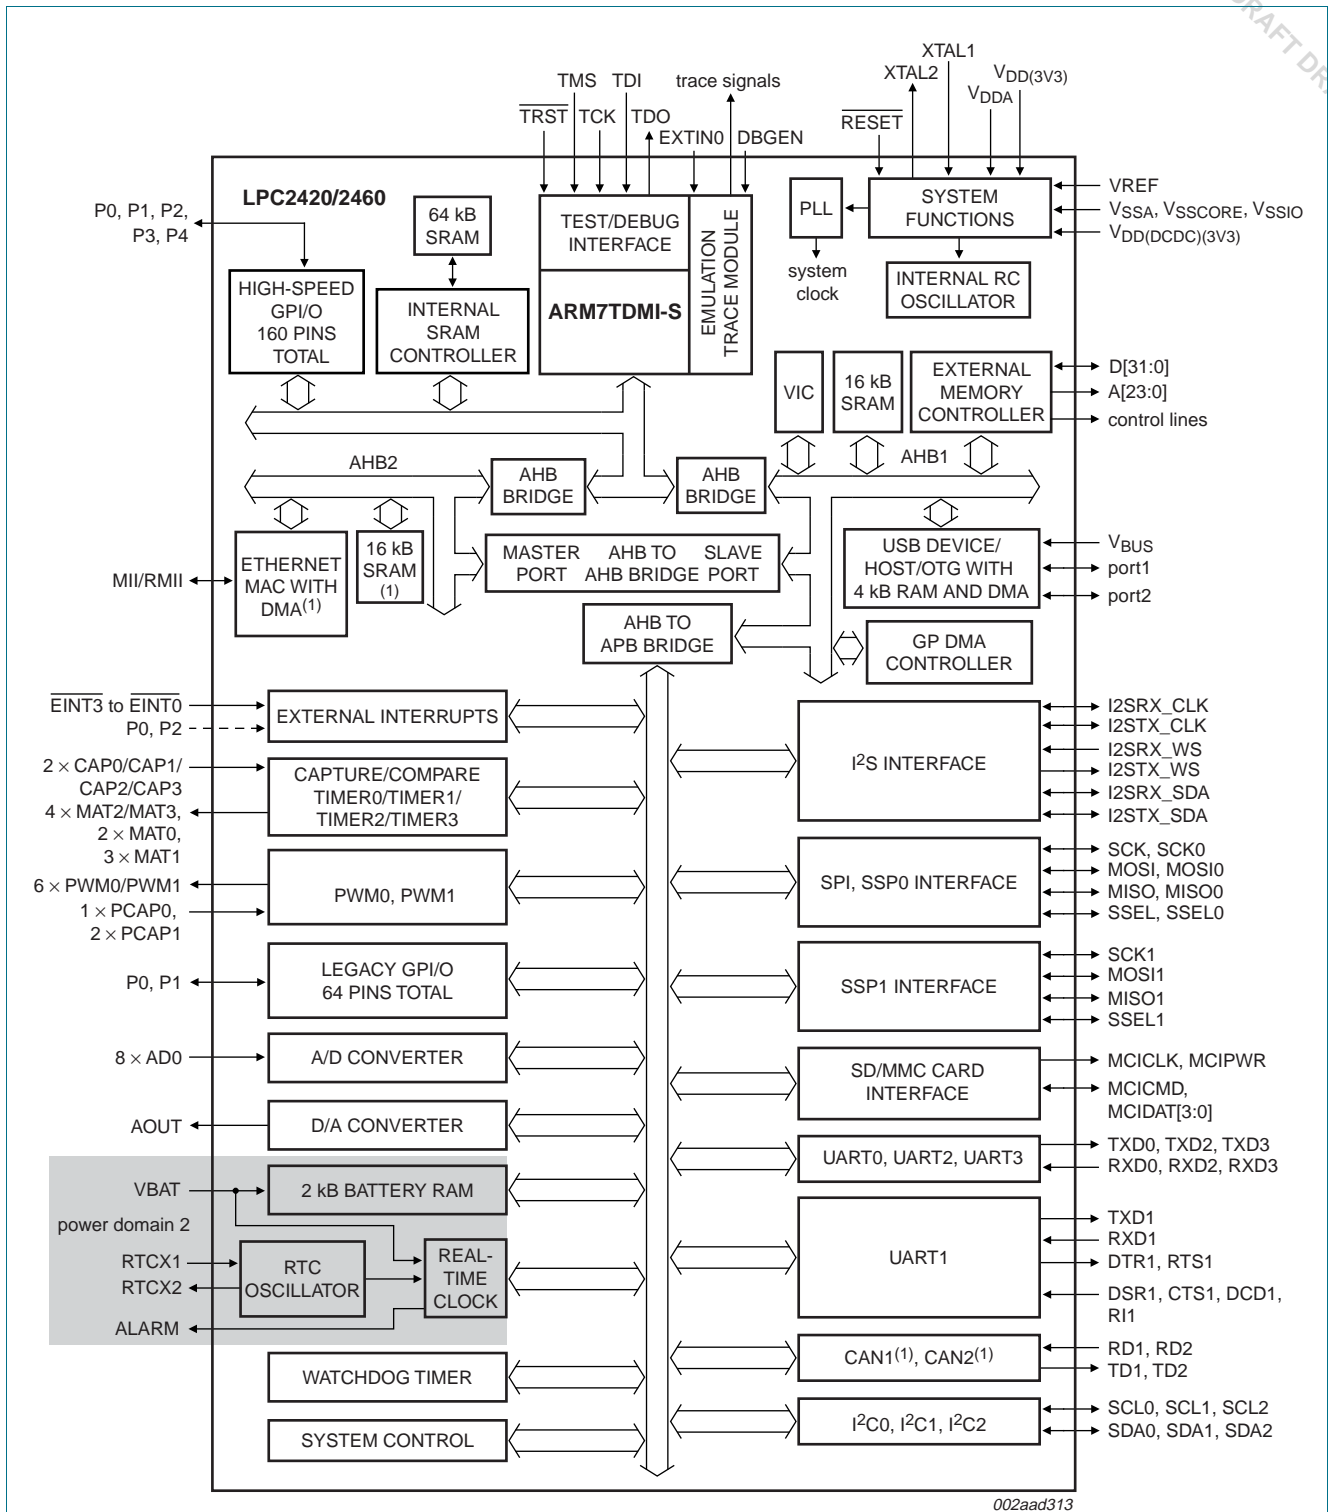 DRAFT DRA
XTAL1
XTAL2
VDD(3V3)
VDDA
RESET
TMS
TDI
trace signals
TRST
TCK
TDO
EXTIN0
DBGEN
LPC2420/2460
P0, P1, P2,
P3, P4
64 kB
SRAM
TEST/DEBUG
INTERFACE
EMULATION
TRACE MODULE
PLL
SYSTEM
FUNCTIONS
VREF
VSSA, VSSCORE, VSSIO
VDD(DCDC)(3V3)
system
clock
HIGH-SPEED
GPI/O
160 PINS
TOTAL
INTERNAL
SRAM
CONTROLLER
ARM7TDMI-S
INTERNAL RC
OSCILLATOR
VIC
16 kB
SRAM
EXTERNAL
MEMORY
CONTROLLER
D[31:0]
A[23:0]
control lines
AHB2
AHB
BRIDGE
AHB
BRIDGE
AHB1
ETHERNET
MAC WITH
DMA(1)
16 kB
SRAM
(1)
MASTER
PORT
AHB TO
AHB BRIDGE
SLAVE
PORT
USB DEVICE/
HOST/OTG WITH
4 kB RAM AND DMA
VBUS
port1
port2
MII/RMII
AHB TO
APB BRIDGE
GP DMA
CONTROLLER
EINT3 to EINT0
P0, P2
EXTERNAL INTERRUPTS
2 × CAP0/CAP1/
CAP2/CAP3
4 × MAT2/MAT3,
2 × MAT0,
3 × MAT1
CAPTURE/COMPARE
TIMER0/TIMER1/
TIMER2/TIMER3
6 × PWM0/PWM1
1 × PCAP0,
2 × PCAP1
PWM0, PWM1
P0, P1
LEGACY GPI/O
64 PINS TOTAL
8 × AD0
A/D CONVERTER
AOUT
D/A CONVERTER
VBAT
2 kB BATTERY RAM
power domain 2
RTCX1
RTCX2
RTC
OSCILLATOR
REAL-
TIME
CLOCK
ALARM
WATCHDOG TIMER
SYSTEM CONTROL
I2S INTERFACE
I2SRX_CLK
I2STX_CLK
I2SRX_WS
I2STX_WS
I2SRX_SDA
I2STX_SDA
SPI, SSP0 INTERFACE
SCK, SCK0
MOSI, MOSI0
MISO, MISO0
SSEL, SSEL0
SSP1 INTERFACE
SCK1
MOSI1
MISO1
SSEL1
SD/MMC CARD
INTERFACE
MCICLK, MCIPWR
MCICMD,
MCIDAT[3:0]
UART0, UART2, UART3
TXD0, TXD2, TXD3
RXD0, RXD2, RXD3
UART1
TXD1
RXD1
DTR1, RTS1
DSR1, CTS1, DCD1,
RI1
CAN1(1), CAN2(1)
RD1, RD2
TD1, TD2
I2C0, I2C1, I2C2
SCL0, SCL1, SCL2
SDA0, SDA1, SDA2
002aad313